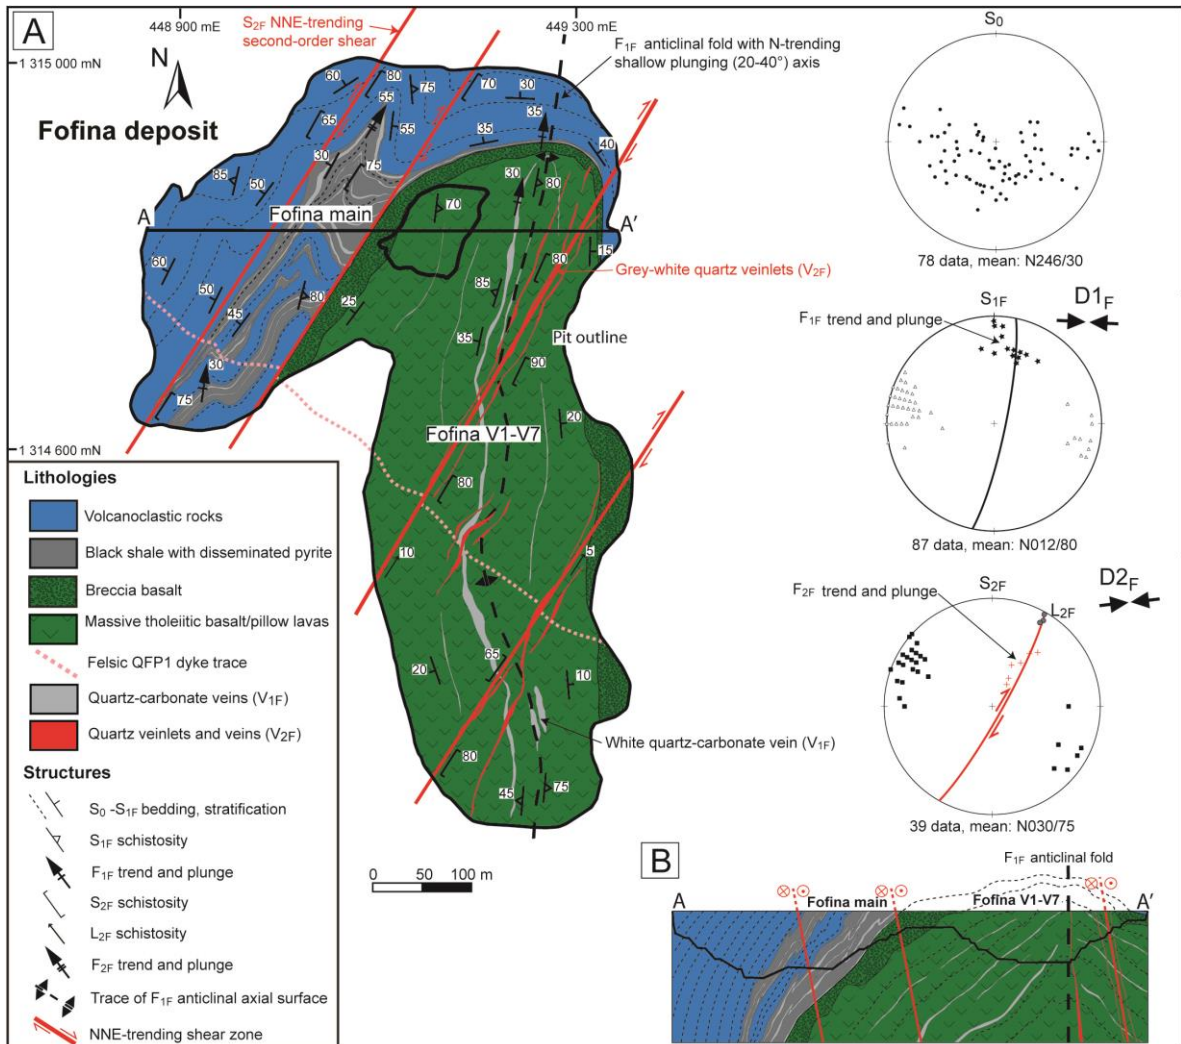 A
448 900 mE
449 300 mE
S2F NNE-trending
second-order shear
F1F anticlinal fold with N-trending
shallow plunging (20-40°) axis
1 315 000 mN
N
Fofina deposit
60
80
75
70
30
55
35
65
55
35
40
30
75
30
80
85
50
70
Fofina main
A
A'
15
60
80
Grey-white quartz veinlets (V2F)
50
80
85
45
25
35
Pit outline
90
30
75
20
Fofina V1-V7
1 314 600 mN
80
10
5
65
20
10
White quartz-carbonate vein (V1F)
80
45
75
0 50 100 m
Lithologies
Volcanoclastic rocks
Black shale with disseminated pyrite
Breccia basalt
Massive tholeiitic basalt/pillow lavas
Felsic QFP1 dyke trace
Quartz-carbonate veins (V1F)
Quartz veinlets and veins (V2F)
Structures
S0 -S1F bedding, stratification
S1F schistosity
F1F trend and plunge
S2F schistosity
L2F schistosity
F2F trend and plunge
Trace of F1F anticlinal axial surface
NNE-trending shear zone
S0
78 data, mean: N246/30
S1F
D1F
F1F trend and plunge
87 data, mean: N012/80
S2F
D2F
F2F trend and plunge
L2F
39 data, mean: N030/75
B
F1F anticlinal fold
A
Fofina main
Fofina V1-V7
A'